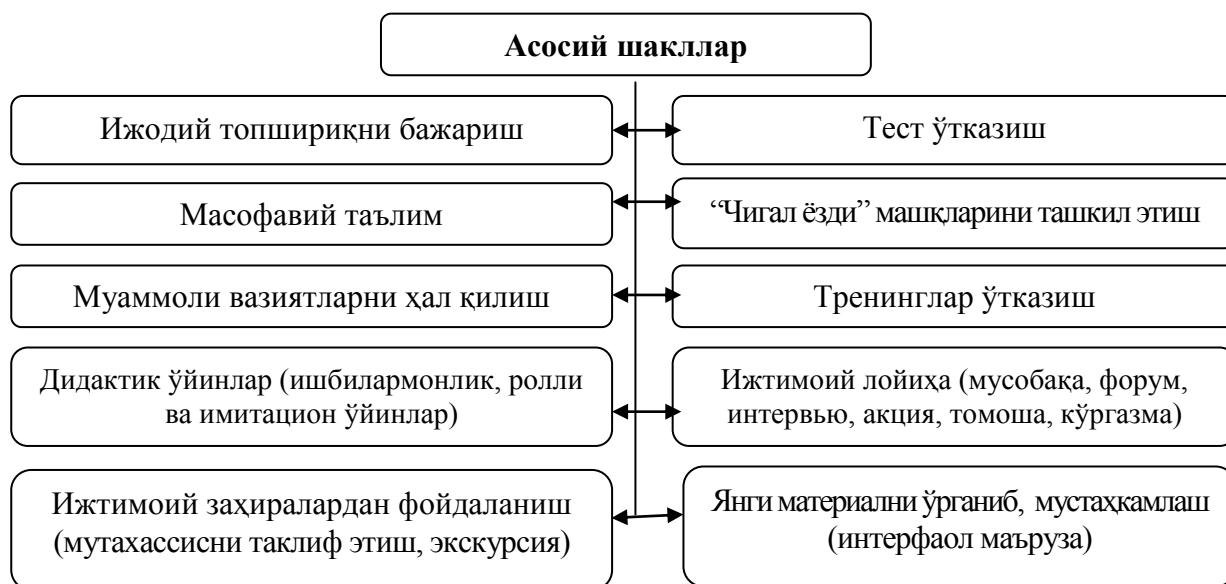 Асосий шакллар
Ижодий топшириқни бажариш
Тест ўтказиш
Масофавий таълим
“Чигал ёзди” машқларини ташкил этиш
Муаммоли вазиятларни ҳал қилиш
Тренинглар ўтказиш
Дидактик ўйинлар (ишбилармонлик, ролли
ва имитацион ўйинлар)
Ижтимоий лойиҳа (мусобақа, форум,
интервью, акция, томоша, кўргазма)
Ижтимоий заҳиралардан фойдаланиш
(мутахассисни таклиф этиш, экскурсия)
Янги материални ўрганиб, мустаҳкамлаш
(интерфаол маъруза)